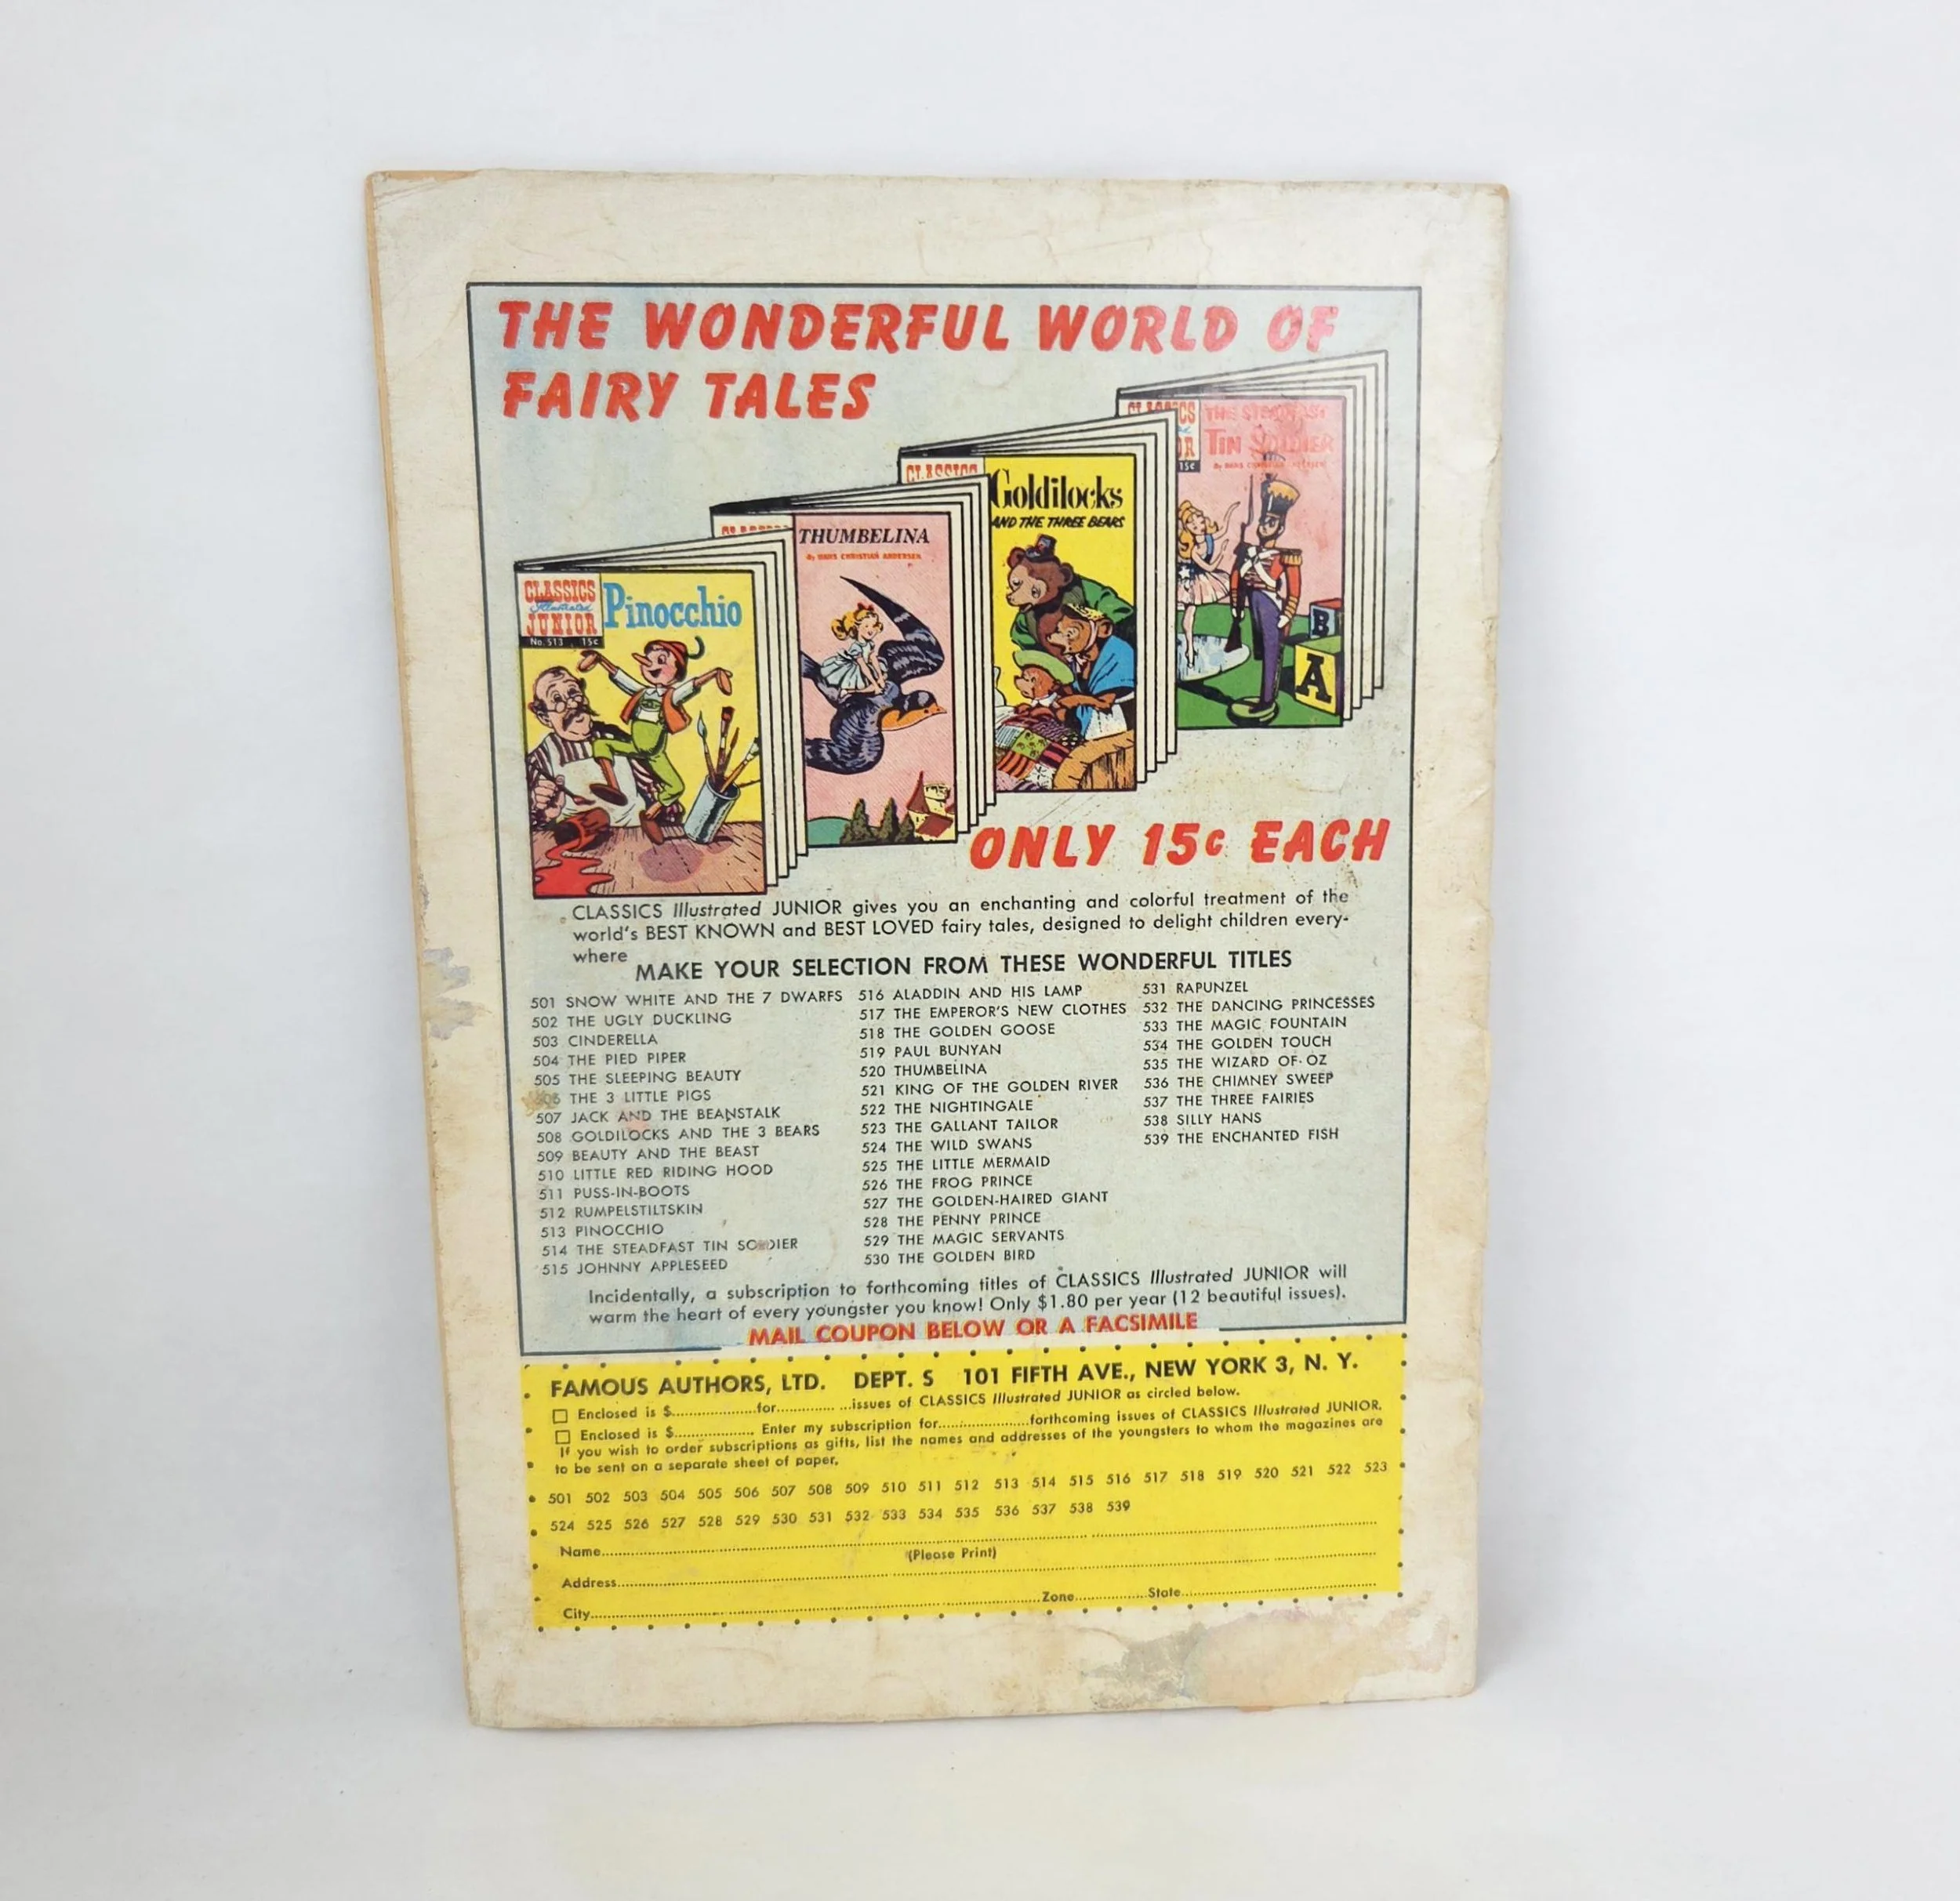 THE WONDERFUL WORLD OF
FAIRY TALES
CLASSICS
Illustrated
JUNIOR
No. 513 15c
Pinocchio
THUMBELINA
By HANS CHRISTIAN ANDERSEN
CLASSICS
Goldilocks
AND THE THREE BEARS
CLASSICS
15c
THE STEADFAST
TIN SOLDIER
By HANS CHRISTIAN ANDERSEN
B
A
ONLY 15c EACH
CLASSICS Illustrated JUNIOR gives you an enchanting and colorful treatment of the
world's BEST KNOWN and BEST LOVED fairy tales, designed to delight children every-
where
MAKE YOUR SELECTION FROM THESE WONDERFUL TITLES
501 SNOW WHITE AND THE 7 DWARFS
502 THE UGLY DUCKLING
503 CINDERELLA
504 THE PIED PIPER
505 THE SLEEPING BEAUTY
506 THE 3 LITTLE PIGS
507 JACK AND THE BEANSTALK
508 GOLDILOCKS AND THE 3 BEARS
509 BEAUTY AND THE BEAST
510 LITTLE RED RIDING HOOD
511 PUSS-IN-BOOTS
512 RUMPELSTILTSKIN
513 PINOCCHIO
514 THE STEADFAST TIN SOLDIER
515 JOHNNY APPLESEED
516 ALADDIN AND HIS LAMP
517 THE EMPEROR'S NEW CLOTHES
518 THE GOLDEN GOOSE
519 PAUL BUNYAN
520 THUMBELINA
521 KING OF THE GOLDEN RIVER
522 THE NIGHTINGALE
523 THE GALLANT TAILOR
524 THE WILD SWANS
525 THE LITTLE MERMAID
526 THE FROG PRINCE
527 THE GOLDEN-HAIRED GIANT
528 THE PENNY PRINCE
529 THE MAGIC SERVANTS
530 THE GOLDEN BIRD
531 RAPUNZEL
532 THE DANCING PRINCESSES
533 THE MAGIC FOUNTAIN
534 THE GOLDEN TOUCH
535 THE WIZARD OF OZ
536 THE CHIMNEY SWEEP
537 THE THREE FAIRIES
538 SILLY HANS
539 THE ENCHANTED FISH
Incidentally, a subscription to forthcoming titles of CLASSICS Illustrated JUNIOR will
warm the heart of every youngster you know! Only $1.80 per year (12 beautiful issues).
MAIL COUPON BELOW OR A FACSIMILE
FAMOUS AUTHORS, LTD. DEPT. S 101 FIFTH AVE., NEW YORK 3, N. Y.
Enclosed is $..................for................issues of CLASSICS Illustrated JUNIOR as circled below.
Enclosed is $.................. Enter my subscription for....................forthcoming issues of CLASSICS Illustrated JUNIOR.
If you wish to order subscriptions as gifts, list the names and addresses of the youngsters to whom the magazines are
to be sent on a separate sheet of paper.
501 502 503 504 505 506 507 508 509 510 511 512 513 514 515 516 517 518 519 520 521 522 523
524 525 526 527 528 529 530 531 532 533 534 535 536 537 538 539
Name....................
(Please Print)
Address....................
City....................Zone................State....................